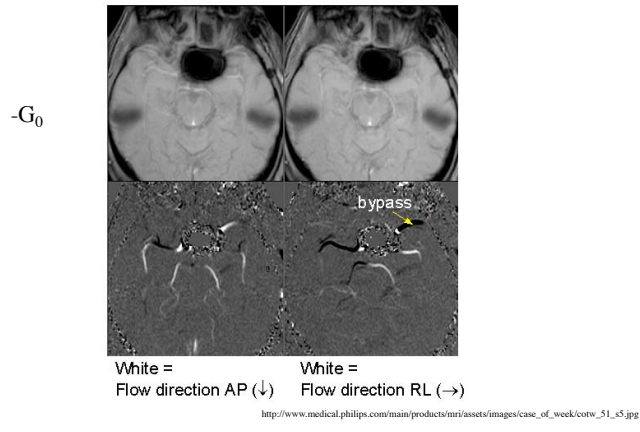 -G₀
bypass
White =
Flow direction AP (↓)
White =
Flow direction RL (→)
http://www.medical.philips.com/main/products/mri/assets/images/case_of_week/cotw_51_s5.jpg